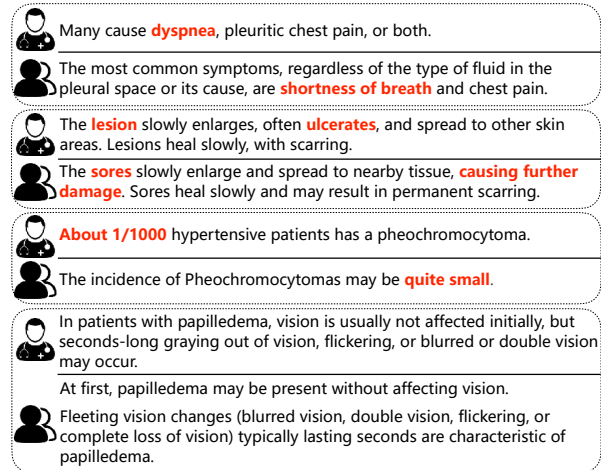 Many cause dyspnea, pleuritic chest pain, or both.
The most common symptoms, regardless of the type of fluid in the
pleural space or its cause, are shortness of breath and chest pain.
The lesion slowly enlarges, often ulcerates, and spread to other skin
areas. Lesions heal slowly, with scarring.
The sores slowly enlarge and spread to nearby tissue, causing further
damage. Sores heal slowly and may result in permanent scarring.
About 1/1000 hypertensive patients has a pheochromocytoma.
The incidence of Pheochromocytomas may be quite small.
In patients with papilledema, vision is usually not affected initially, but
seconds-long graying out of vision, flickering, or blurred or double vision
may occur.
At first, papilledema may be present without affecting vision.
Fleeting vision changes (blurred vision, double vision, flickering, or
complete loss of vision) typically lasting seconds are characteristic of
papilledema.